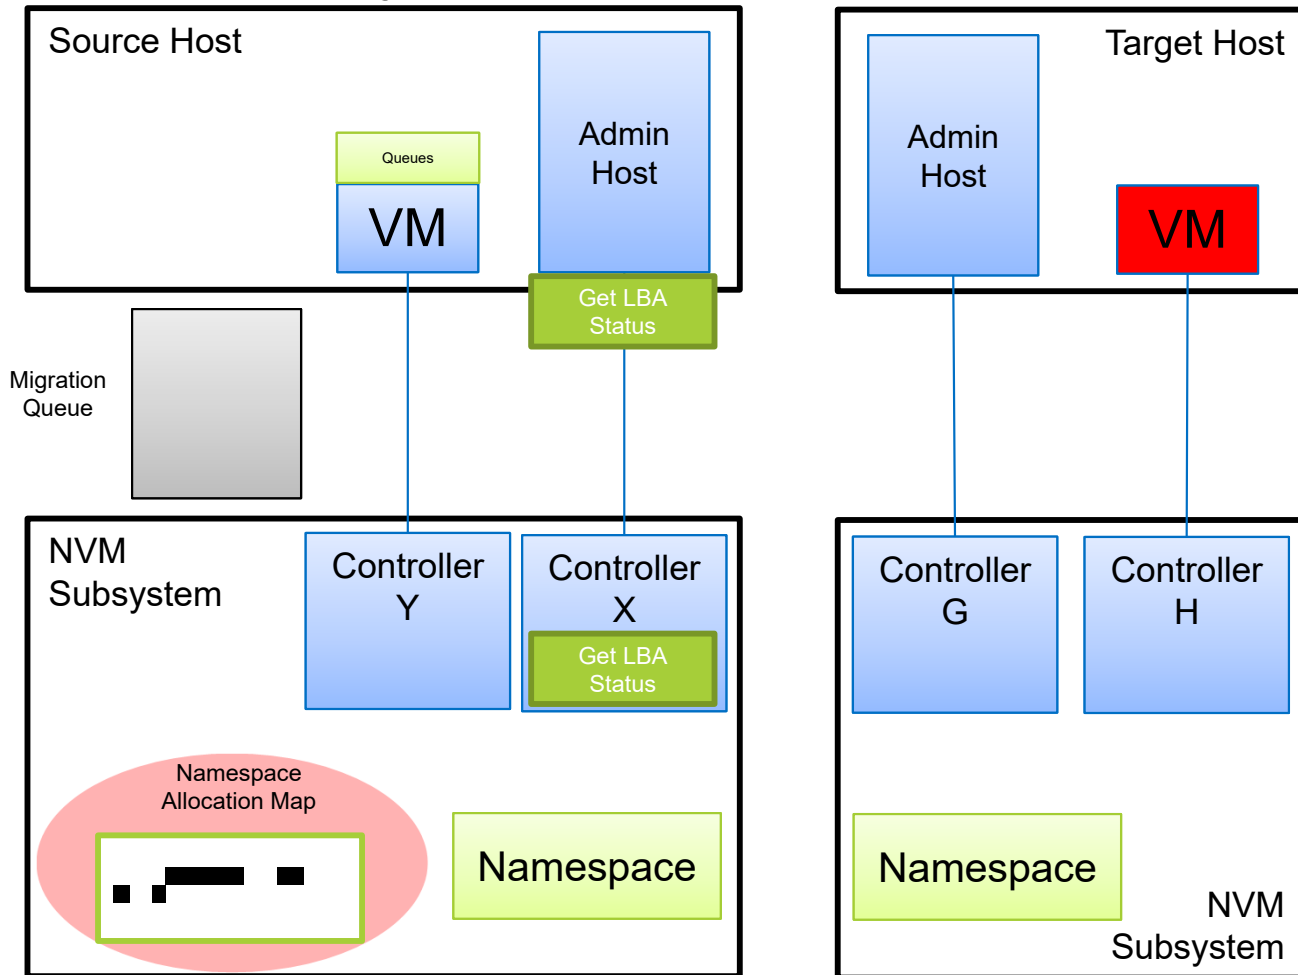 Source Host
Admin
Host
Queues
VM
Get LBA
Status
Migration
Queue
NVM
Subsystem
Controller
Y
Controller
X
Get LBA
Status
Namespace
Allocation Map
Namespace
Target Host
Admin
Host
VM
Controller
G
Controller
H
Namespace
NVM
Subsystem